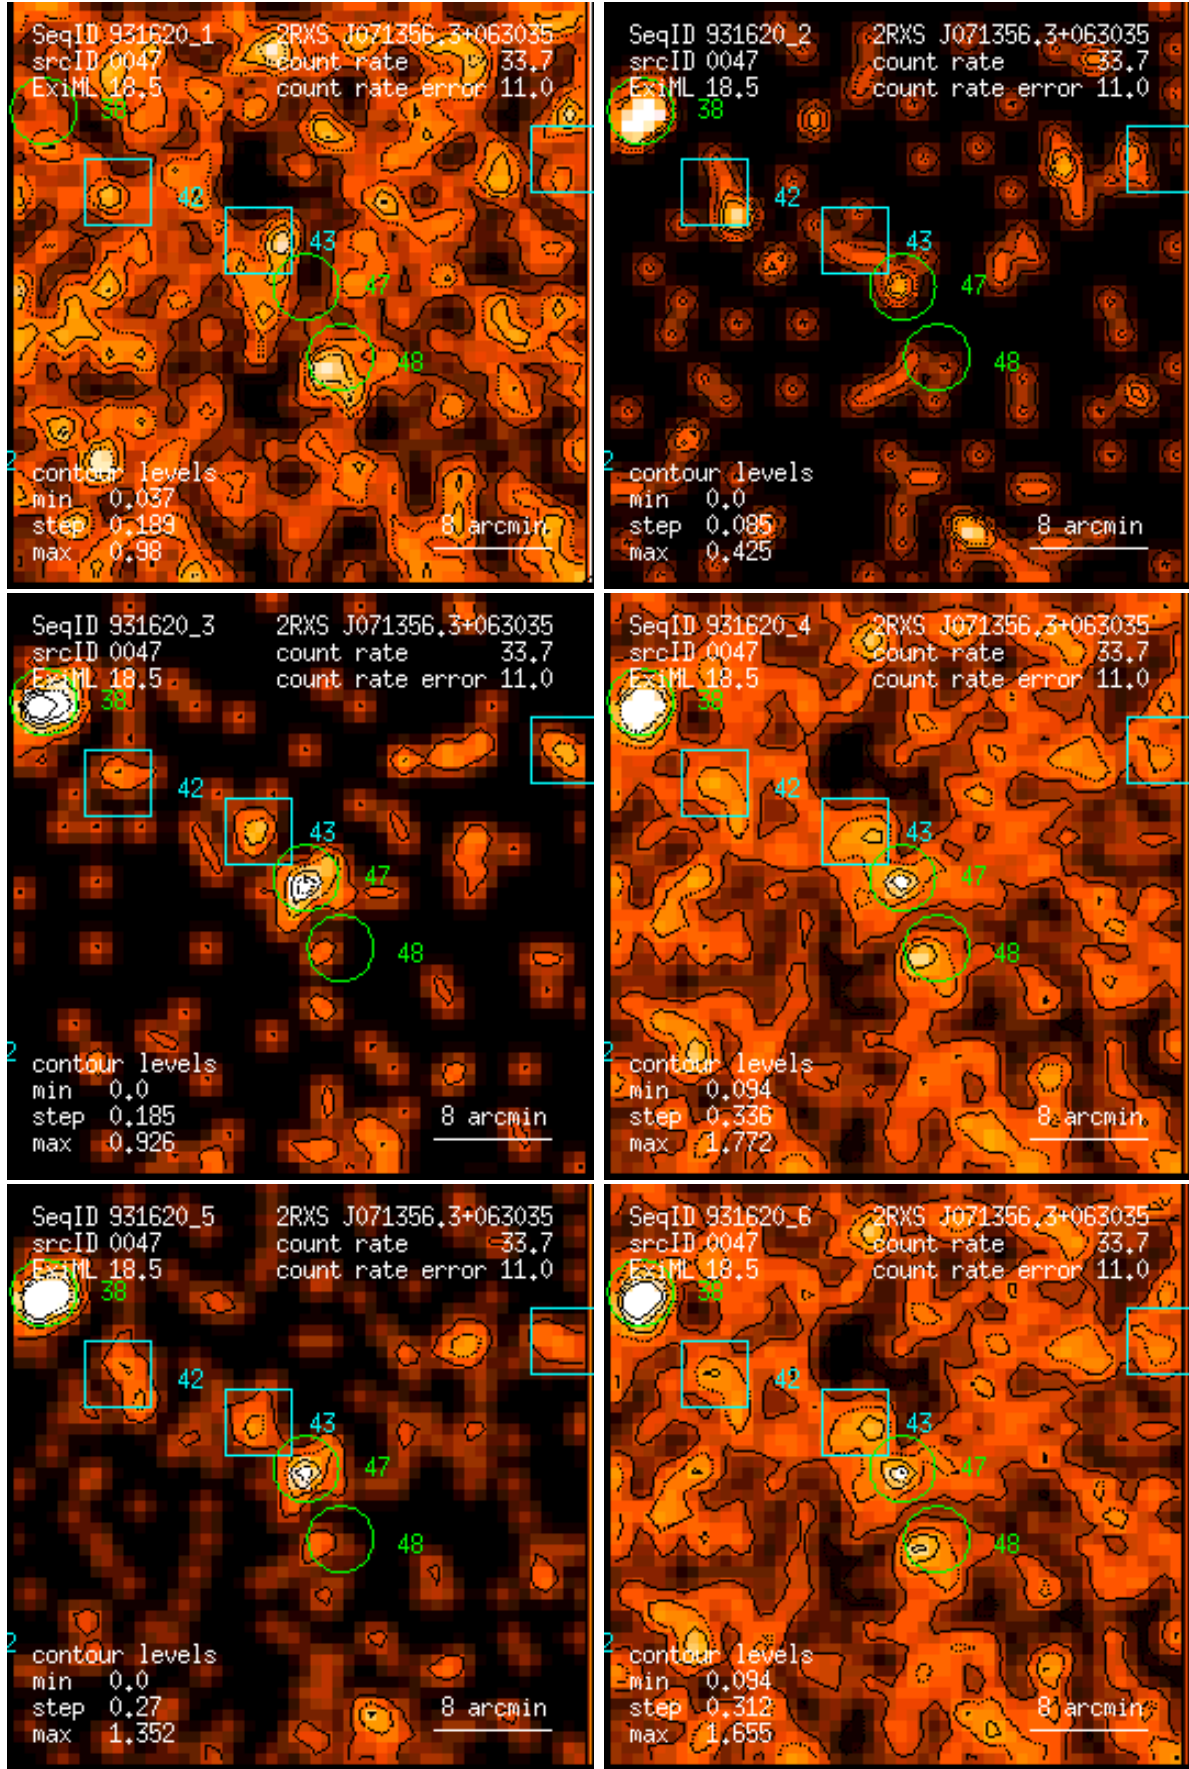 SeqID 931620_1 2RXS J071356.3+063035
srcID 0047 count rate 33.7
ExiML 18.5 count rate error 11.0
38
42
43
47
48
2
contour levels
min 0.037
step 0.189 8 arcmin
max 0.98
SeqID 931620_2 2RXS J071356.3+063035
srcID 0047 count rate 33.7
ExiML 18.5 count rate error 11.0
38
42
43
47
48
2
contour levels
min 0.0
step 0.085 8 arcmin
max 0.425
SeqID 931620_3 2RXS J071356.3+063035
srcID 0047 count rate 33.7
ExiML 18.5 count rate error 11.0
38
42
43
47
48
2
contour levels
min 0.0
step 0.185 8 arcmin
max 0.926
SeqID 931620_4 2RXS J071356.3+063035
srcID 0047 count rate 33.7
ExiML 18.5 count rate error 11.0
38
42
43
47
48
2
contour levels
min 0.094
step 0.336 8 arcmin
max 1.772
SeqID 931620_5 2RXS J071356.3+063035
srcID 0047 count rate 33.7
ExiML 18.5 count rate error 11.0
38
42
43
47
48
2
contour levels
min 0.0
step 0.27 8 arcmin
max 1.352
SeqID 931620_6 2RXS J071356.3+063035
srcID 0047 count rate 33.7
ExiML 18.5 count rate error 11.0
38
42
43
47
48
2
contour levels
min 0.094
step 0.312 8 arcmin
max 1.655